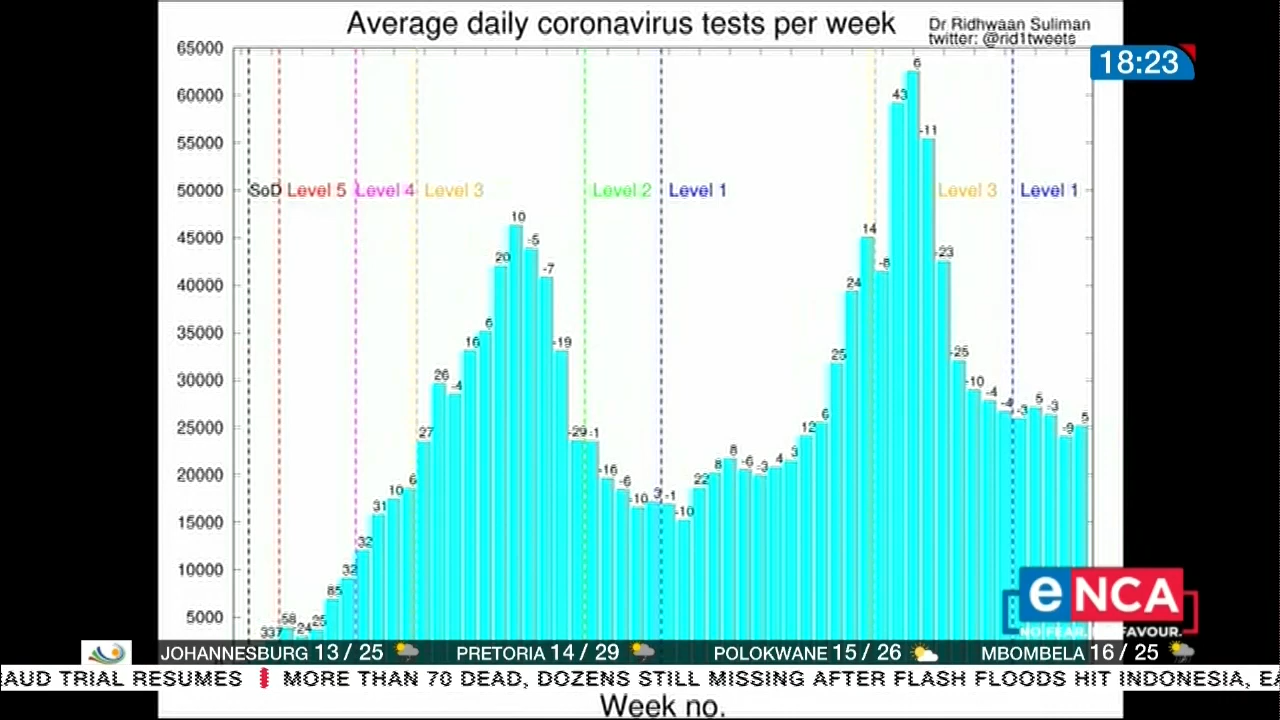 Average daily coronavirus tests per week
Dr Ridhwaan Suliman
twitter: @rid1tweets
18:23
65000
60000
55000
50000
45000
40000
35000
30000
25000
20000
15000
10000
5000
SoD Level 5 Level 4 Level 3 Level 2 Level 1 Level 3 Level 1
337 58 24 25 85 32 32 31 10 6 27 26 -4 16 6 20 10 -5 -7 -19 -29 -1 -16 -6 -10 3 -1 -10 22 8 8 -6 -3 4 3 12 6 25 24 14 -8 43 6 -11 -23 -25 -10 -4 -4 -3 5 -3 -9 5
eNCA
NO FEAR. NO FAVOUR.
JOHANNESBURG 13 / 25 PRETORIA 14 / 29 POLOKWANE 15 / 26 MBOMBELA 16 / 25
AUD TRIAL RESUMES MORE THAN 70 DEAD, DOZENS STILL MISSING AFTER FLASH FLOODS HIT INDONESIA, EA
Week no.